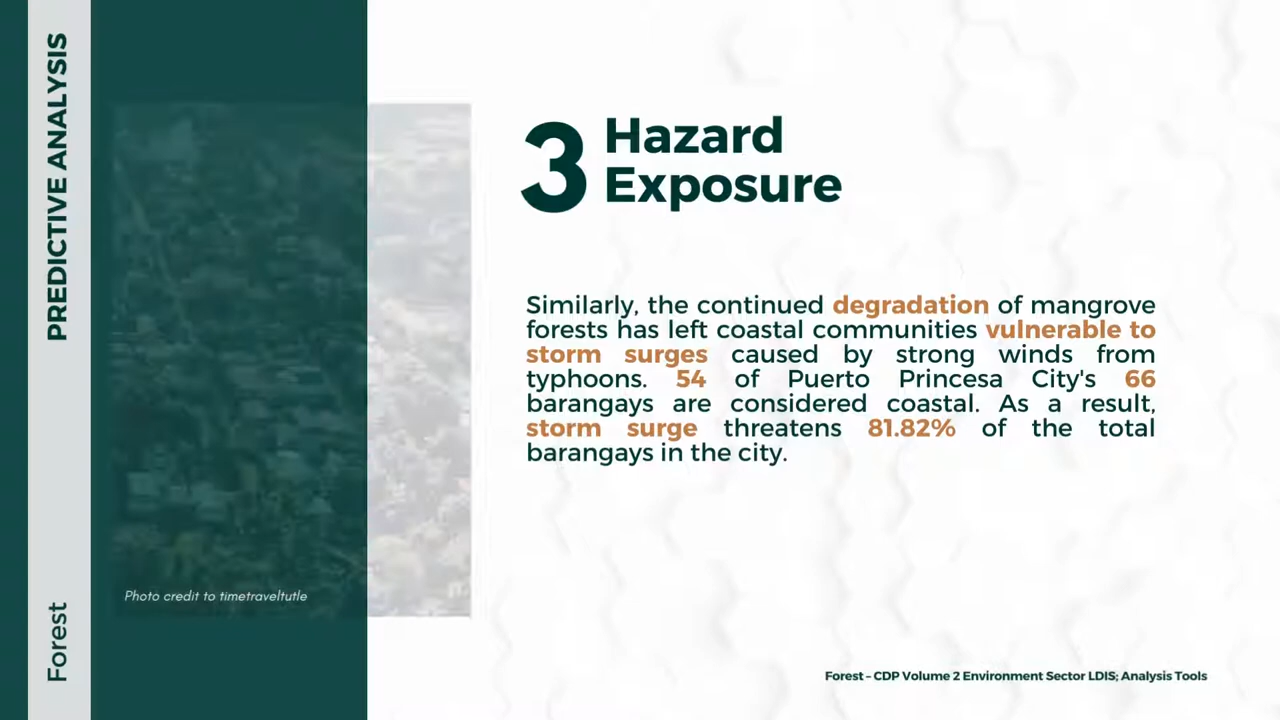 PREDICTIVE ANALYSIS
Forest
3
Hazard
Exposure
Similarly, the continued degradation of mangrove
forests has left coastal communities vulnerable to
storm surges caused by strong winds from
typhoons. 54 of Puerto Princesa City's 66
barangays are considered coastal. As a result,
storm surge threatens 81.82% of the total
barangays in the city.
Photo credit to timetraveltutle
Forest – CDP Volume 2 Environment Sector LDIS; Analysis Tools